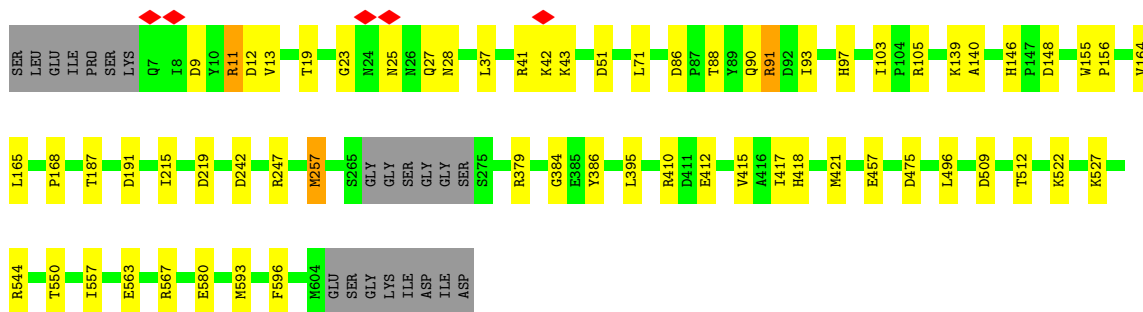 SER LEU GLU ILE PRO SER LYS Q7 I8 D9 Y10 R11 D12 V13 T19 G23 N24 N25 N26 Q27 N28 L37 R41 K42 K43 D51 L71 D86 P87 T88 Y89 Q90 R91 D92 I93 H97 I103 P104 R105 K139 A140 H146 P147 D148 W155 P156 V164
L165 P168 T187 D191 I215 D219 D242 R247 M257 S265 GLY GLY SER GLY GLY SER S275 R379 G384 E385 Y386 L395 R410 D411 E412 V415 A416 I417 H418 M421 E457 D475 L496 D509 T512 K522 K527
R544 T550 I557 E563 R567 E580 M593 F596 M604 GLU SER GLY LYS ILE ASP ILE ASP